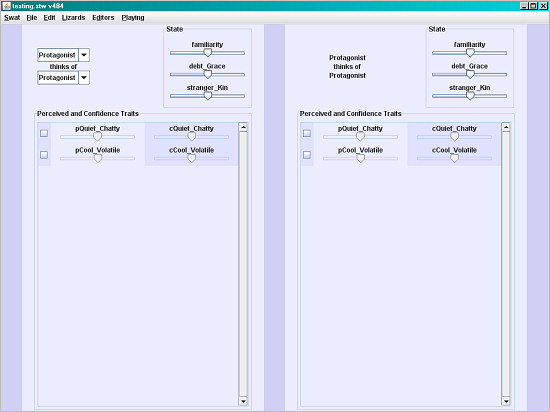 testing.stw v484
Swat File Edit Lizards Editors Playing
State
familiarity
Protagonist
thinks of
debt_Grace
Protagonist
stranger_Kin
Perceived and Confidence Traits
pQuiet_Chatty cQuiet_Chatty
pCool_Volatile cCool_Volatile
State
familiarity
Protagonist
thinks of
debt_Grace
Protagonist
stranger_Kin
Perceived and Confidence Traits
pQuiet_Chatty cQuiet_Chatty
pCool_Volatile cCool_Volatile